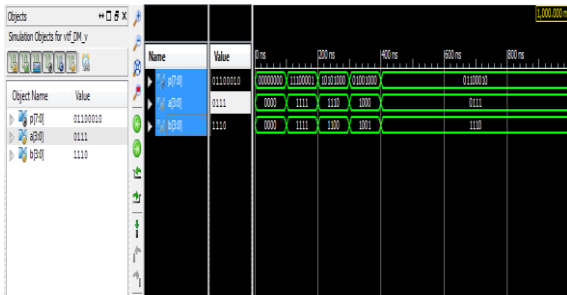 Objects
Simulation Objects for vtf_DM_v
Object Name Value
p[7:0] 01100010
a[3:0] 0111
b[3:0] 1110
Name Value
p[7:0] 01100010
a[3:0] 0111
b[3:0] 1110
1,000.000 n
0 ns 200 ns 400 ns 600 ns 800 ns
00000000 11100001 10101000 01001000 01100010
0000 1111 1110 1000 0111
0000 1111 1100 1001 1110